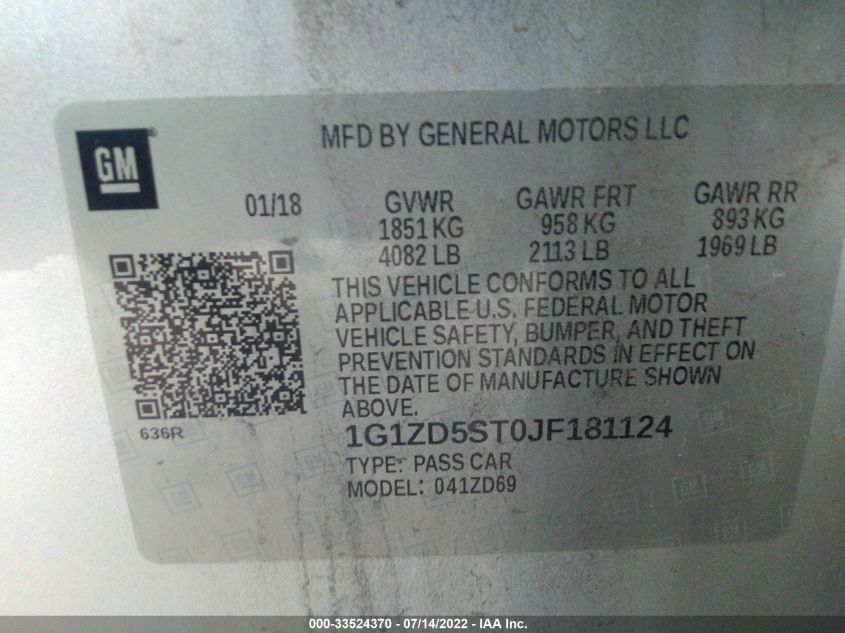 GM
MFD BY GENERAL MOTORS LLC
01/18
GVWR GAWR FRT GAWR RR
1851 KG 958 KG 893 KG
4082 LB 2113 LB 1969 LB
THIS VEHICLE CONFORMS TO ALL
APPLICABLE U.S. FEDERAL MOTOR
VEHICLE SAFETY, BUMPER, AND THEFT
PREVENTION STANDARDS IN EFFECT ON
THE DATE OF MANUFACTURE SHOWN
ABOVE.
636R
1G1ZD5ST0JF181124
TYPE: PASS CAR
MODEL: 041ZD69
000-33524370 - 07/14/2022 - IAA Inc.